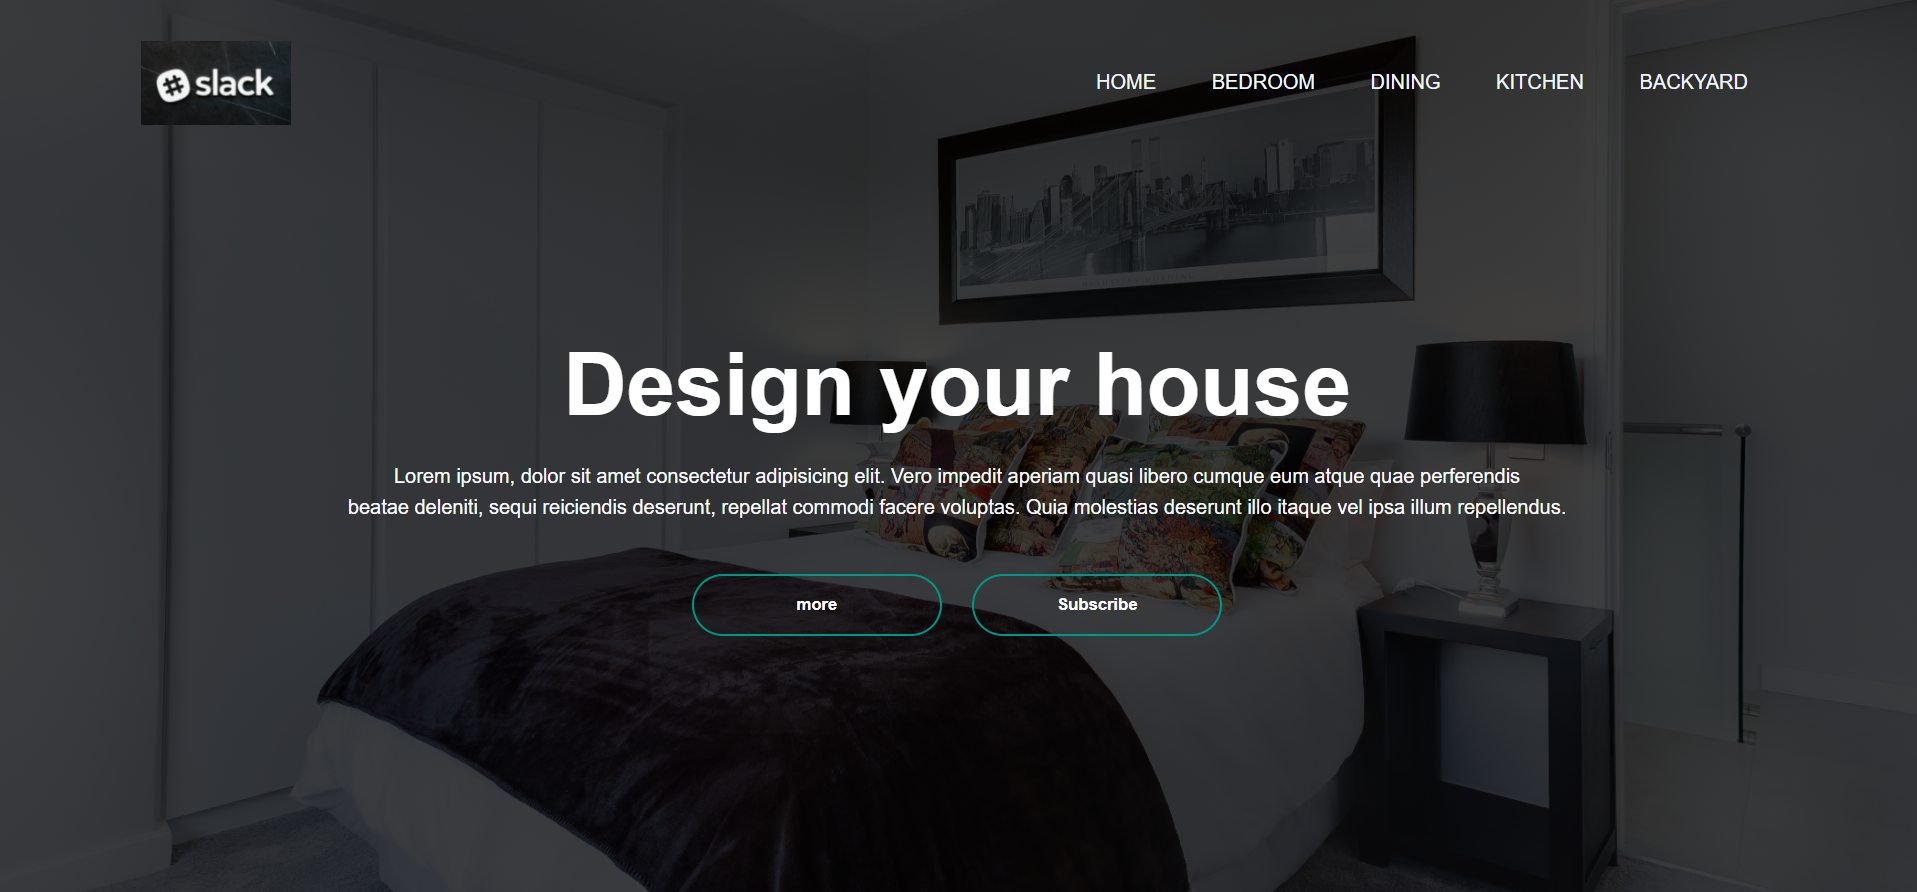 slack
HOME BEDROOM DINING KITCHEN BACKYARD
Design your house
Lorem ipsum, dolor sit amet consectetur adipisicing elit. Vero impedit aperiam quasi libero cumque eum atque quae perferendis
beatae deleniti, sequi reiciendis deserunt, repellat commodi facere voluptas. Quia molestias deserunt illo itaque vel ipsa illum repellendus.
more Subscribe